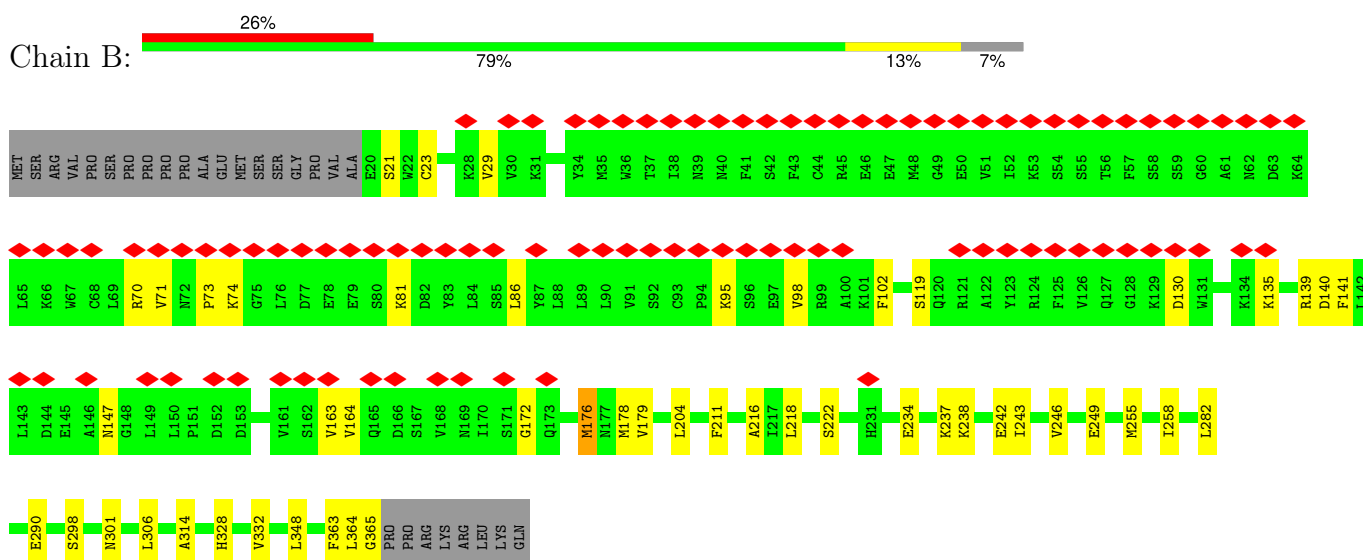 26%
Chain B:
79% 13% 7%
MET SER ARG VAL PRO SER PRO PRO PRO PRO PRO ALA GLU MET SER SER GLY PRO VAL ALA E20 S21 W22 C23 K28 V29 V30 K31 Y34 M35 W36 T37 I38 N39 N40 F41 S42 F43 C44 R45 E46 E47 M48 G49 E50 V51 I52 K53 S54 S55 T56 F57 S58 S59 G60 A61 N62 D63 K64
L65 K66 W67 C68 L69 R70 V71 N72 P73 K74 G75 L76 D77 E78 E79 S80 K81 D82 Y83 L84 S85 L86 Y87 L88 L89 L90 V91 S92 C93 P94 K95 S96 E97 V98 R99 A100 K101 F102 S119 Q120 R121 A122 Y123 R124 F125 V126 Q127 G128 K129 D130 W131 K134 K135 R139 D140 F141 L142
L143 D144 E145 A146 N147 G148 L149 L150 P151 D152 D153 V161 S162 V163 V164 Q165 D166 S167 V168 N169 I170 S171 G172 Q173 M176 N177 M178 V179 L204 F211 A216 I217 L218 S222 H231 E234 K237 K238 E242 I243 V246 E249 M255 I258 L282
E290 S298 N301 L306 A314 H328 V332 L348 F363 L364 G365 PRO PRO ARG LYS ARG LEU LYS GLN